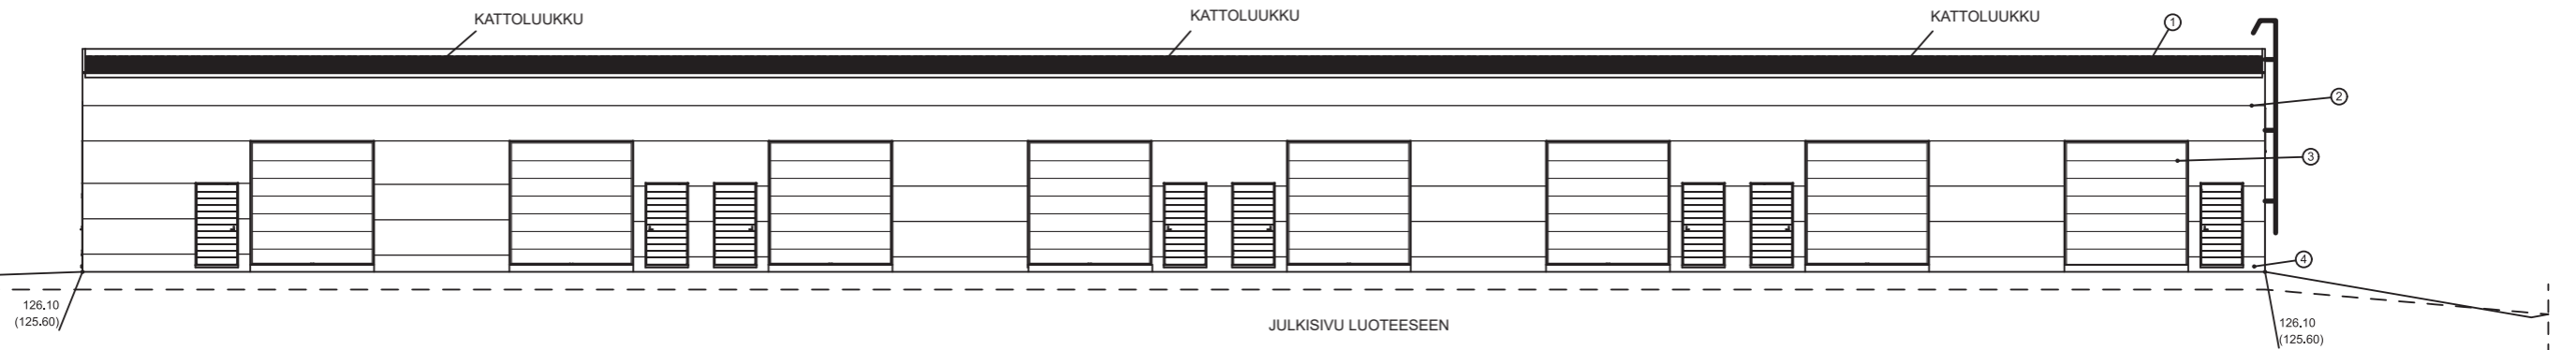 KATTOLUUKKU
KATTOLUUKKU
KATTOLUUKKU
1
2
3
4
126.10
(125.60)
JULKISIVU LUOTEESEEN
126.10
(125.60)